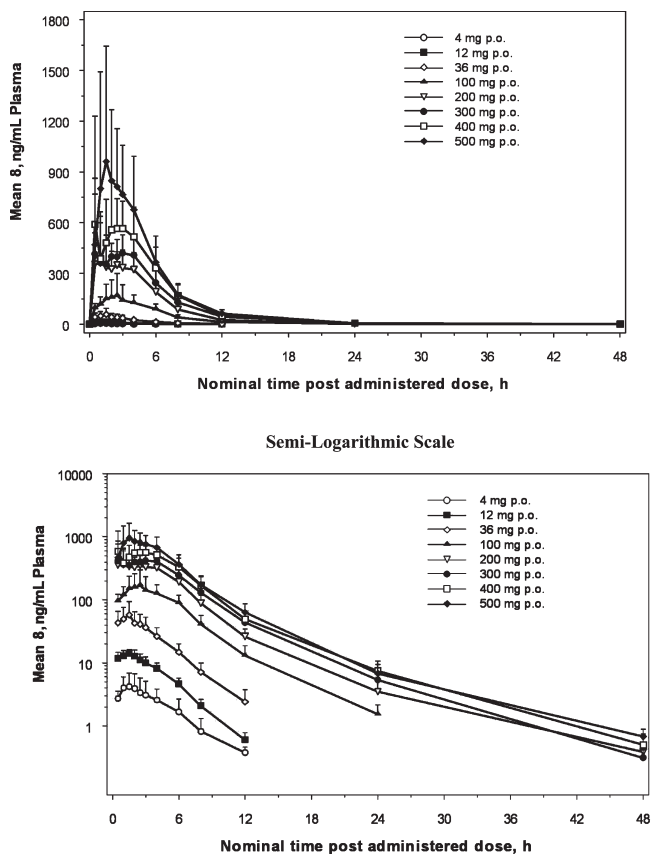 1800
1500
1200
900
600
300
0
Mean 8, ng/mL Plasma
4 mg p.o.
12 mg p.o.
36 mg p.o.
100 mg p.o.
200 mg p.o.
300 mg p.o.
400 mg p.o.
500 mg p.o.
0 6 12 18 24 30 36 42 48
Nominal time post administered dose, h
Semi-Logarithmic Scale
10000
1000
100
10
1
Mean 8, ng/mL Plasma
4 mg p.o.
12 mg p.o.
36 mg p.o.
100 mg p.o.
200 mg p.o.
300 mg p.o.
400 mg p.o.
500 mg p.o.
0 6 12 18 24 30 36 42 48
Nominal time post administered dose, h